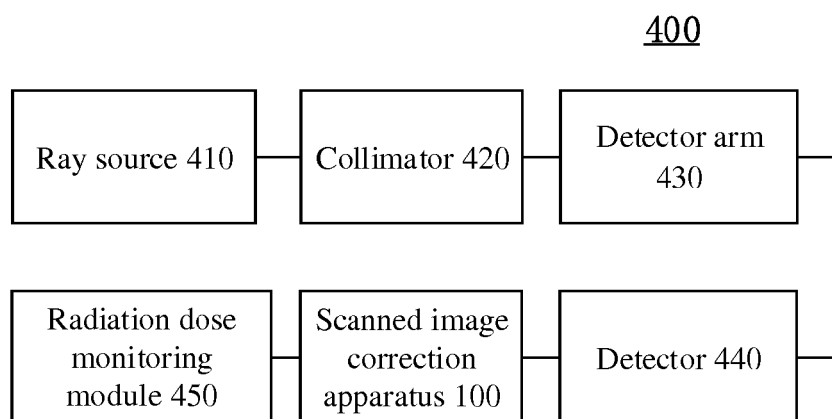 400
Ray source 410
Collimator 420
Detector arm
430
Radiation dose
monitoring
module 450
Scanned image
correction
apparatus 100
Detector 440